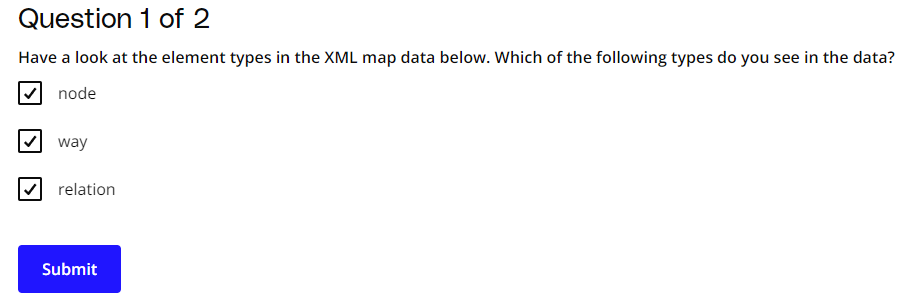 Question 1 of 2
Have a look at the element types in the XML map data below. Which of the following types do you see in the data?
node
way
relation
Submit